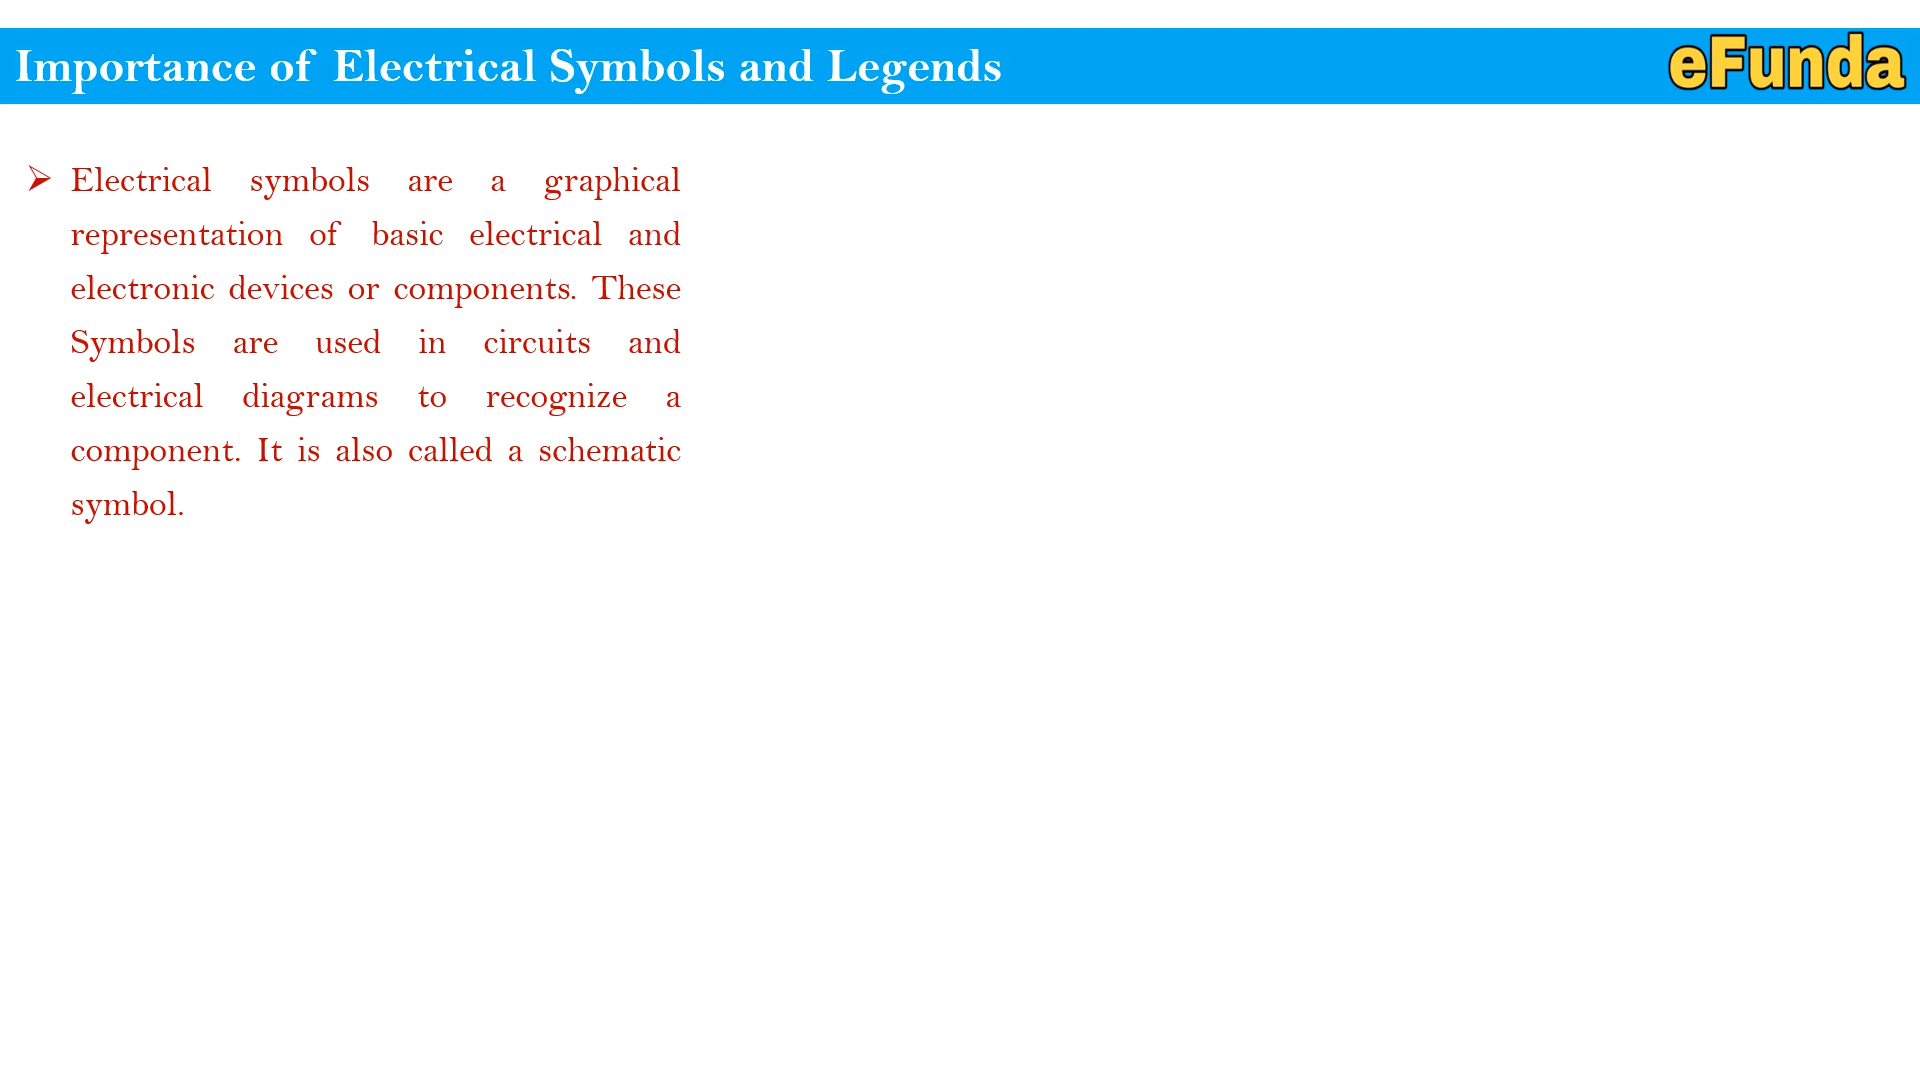 Importance of Electrical Symbols and Legends
eFunda
➢ Electrical symbols are a graphical
representation of basic electrical and
electronic devices or components. These
Symbols are used in circuits and
electrical diagrams to recognize a
component. It is also called a schematic
symbol.